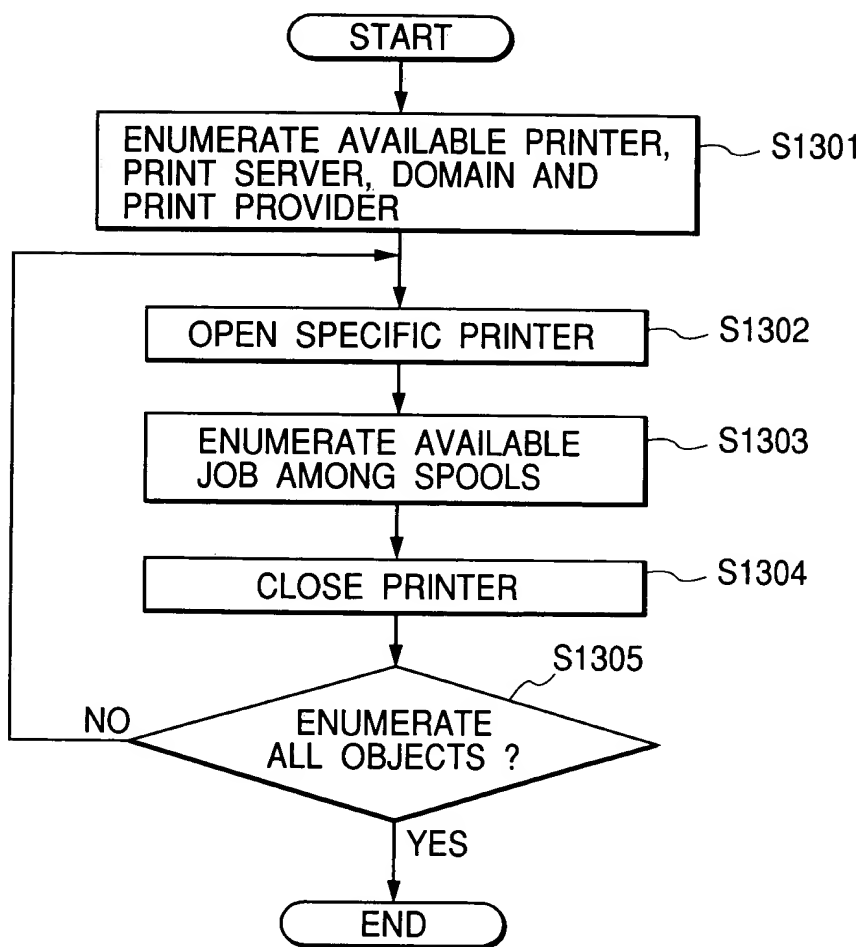 START
ENUMERATE AVAILABLE PRINTER,
PRINT SERVER, DOMAIN AND
PRINT PROVIDER
S1301
OPEN SPECIFIC PRINTER
S1302
ENUMERATE AVAILABLE
JOB AMONG SPOOLS
S1303
CLOSE PRINTER
S1304
S1305
ENUMERATE
ALL OBJECTS ?
NO
YES
END